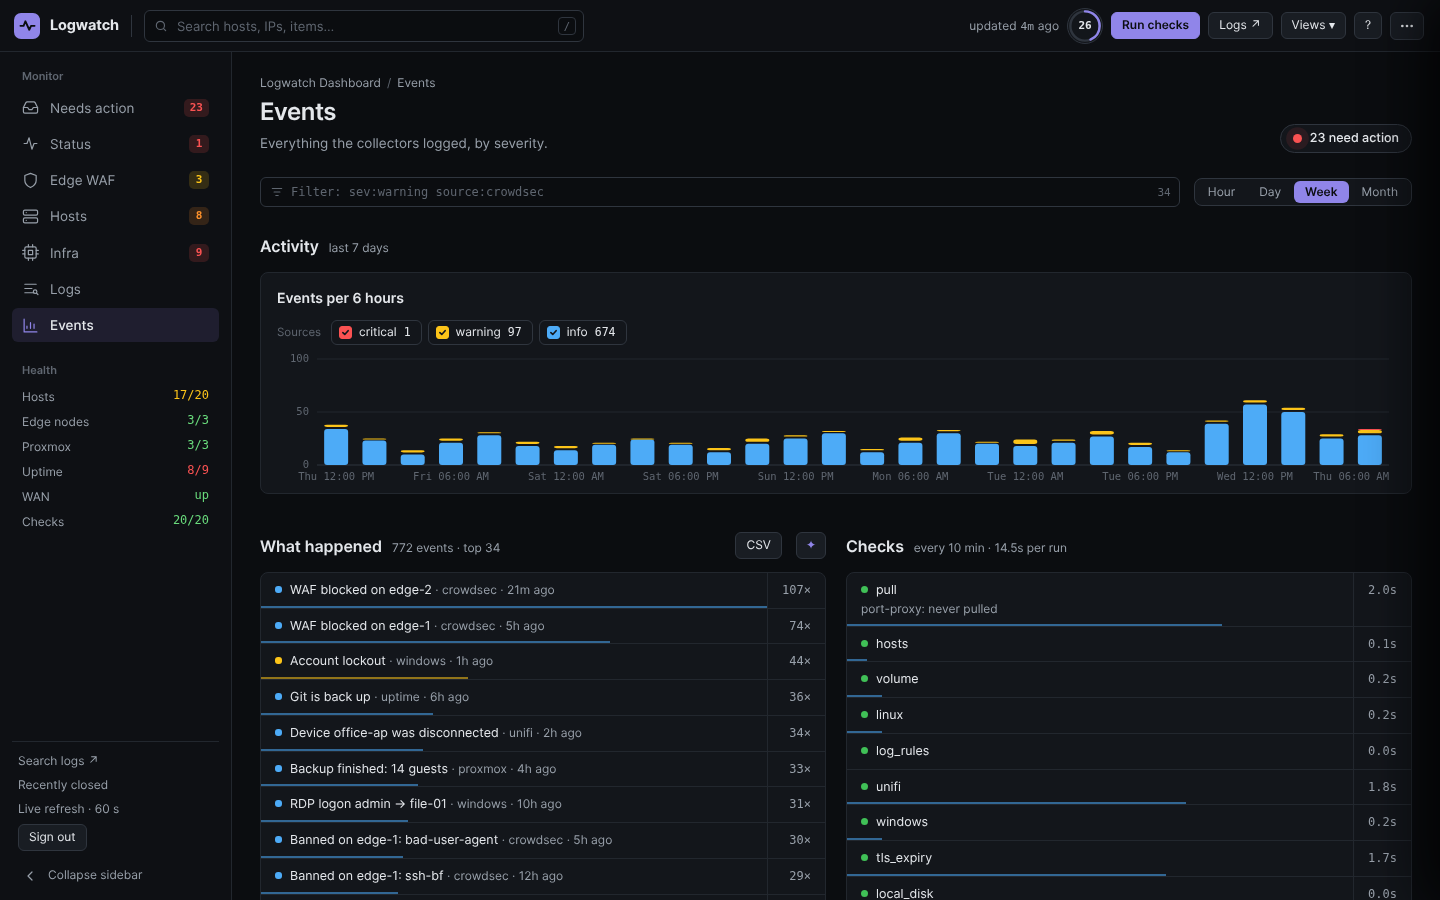 Logwatch
Search hosts, IPs, items...
/
updated 4m ago
26
Run checks
Logs ↗
Views ▾
?
Monitor
Needs action 23
Status 1
Edge WAF 3
Hosts 8
Infra 9
Logs
Events
Health
Hosts 17/20
Edge nodes 3/3
Proxmox 3/3
Uptime 8/9
WAN up
Checks 20/20
Search logs ↗
Recently closed
Live refresh · 60 s
Sign out
Collapse sidebar
Logwatch Dashboard / Events
Events
Everything the collectors logged, by severity.
23 need action
Filter: sev:warning source:crowdsec 34
Hour Day Week Month
Activity last 7 days
Events per 6 hours
Sources critical 1 warning 97 info 674
100
50
0
Thu 12:00 PM Fri 06:00 AM Sat 12:00 AM Sat 06:00 PM Sun 12:00 PM Mon 06:00 AM Tue 12:00 AM Tue 06:00 PM Wed 12:00 PM Thu 06:00 AM
What happened 772 events · top 34
CSV
WAF blocked on edge-2 · crowdsec · 21m ago 107×
WAF blocked on edge-1 · crowdsec · 5h ago 74×
Account lockout · windows · 1h ago 44×
Git is back up · uptime · 6h ago 36×
Device office-ap was disconnected · unifi · 2h ago 34×
Backup finished: 14 guests · proxmox · 4h ago 33×
RDP logon admin → file-01 · windows · 10h ago 31×
Banned on edge-1: bad-user-agent · crowdsec · 5h ago 30×
Banned on edge-1: ssh-bf · crowdsec · 12h ago 29×
Checks every 10 min · 14.5s per run
pull 2.0s
port-proxy: never pulled
hosts 0.1s
volume 0.2s
linux 0.2s
log_rules 0.0s
unifi 1.8s
windows 0.2s
tls_expiry 1.7s
local_disk 0.0s